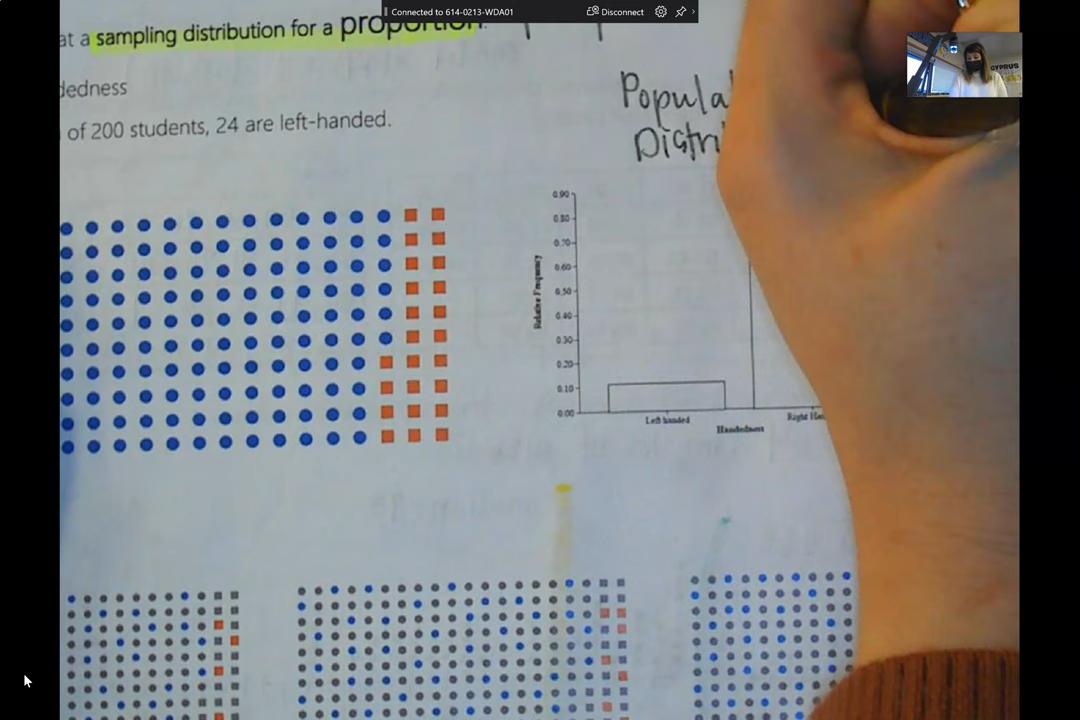 Connected to 614-0213-WDA01
Disconnect
at a sampling distribution for a proportion.
dedness
of 200 students, 24 are left-handed.
Popula
Distri
CYPRUS
0.90
0.80
0.70
0.60
0.50
0.40
0.30
0.20
0.10
0.00
Relative Frequency
Left handed
Right Ha
Handedness